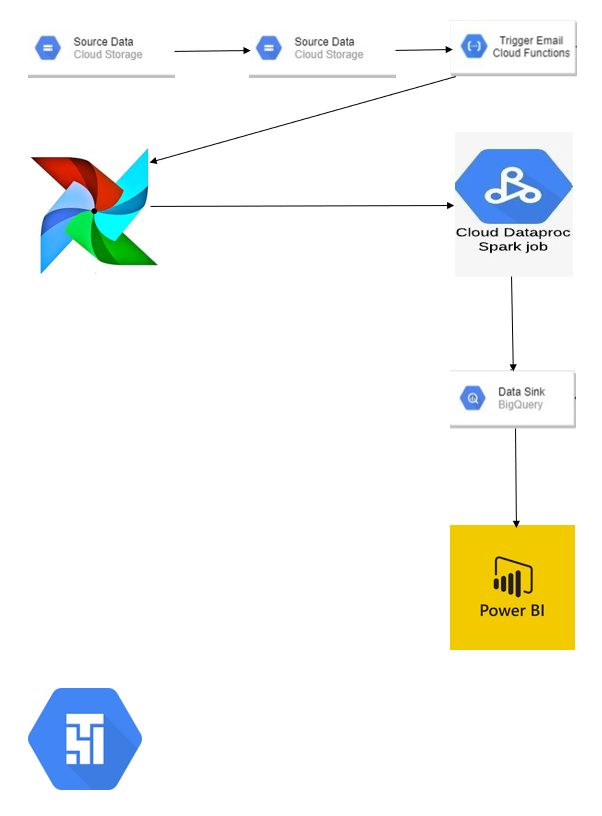 Source Data
Cloud Storage
Source Data
Cloud Storage
Trigger Email
Cloud Functions
Cloud Dataproc
Spark job
Data Sink
BigQuery
Power BI